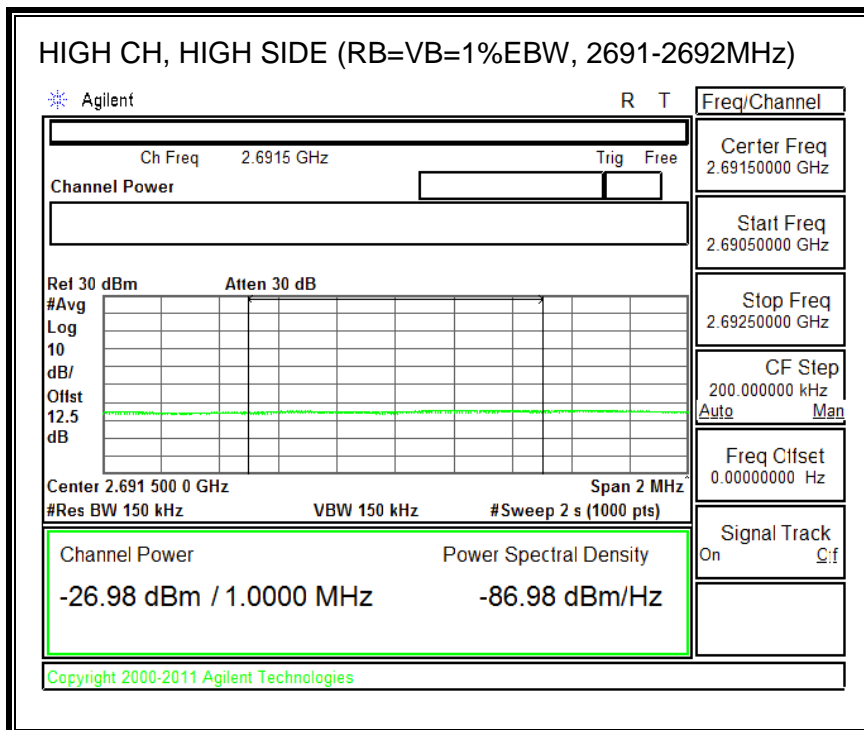 HIGH CH, HIGH SIDE (RB=VB=1%EBW, 2691-2692MHz)
Agilent R T Freq/Channel
Ch Freq 2.6915 GHz Trig Free
Channel Power
Center Freq
2.69150000 GHz
Start Freq
2.69050000 GHz
Stop Freq
2.69250000 GHz
CF Step
200.000000 kHz
Auto Man
Freq Offset
0.00000000 Hz
Signal Track
On Off
Ref 30 dBm Atten 30 dB
#Avg
Log
10
dB/
Offst
12.5
dB
Center 2.691 500 0 GHz Span 2 MHz
#Res BW 150 kHz VBW 150 kHz #Sweep 2 s (1000 pts)
Channel Power Power Spectral Density
-26.98 dBm / 1.0000 MHz -86.98 dBm/Hz
Copyright 2000-2011 Agilent Technologies